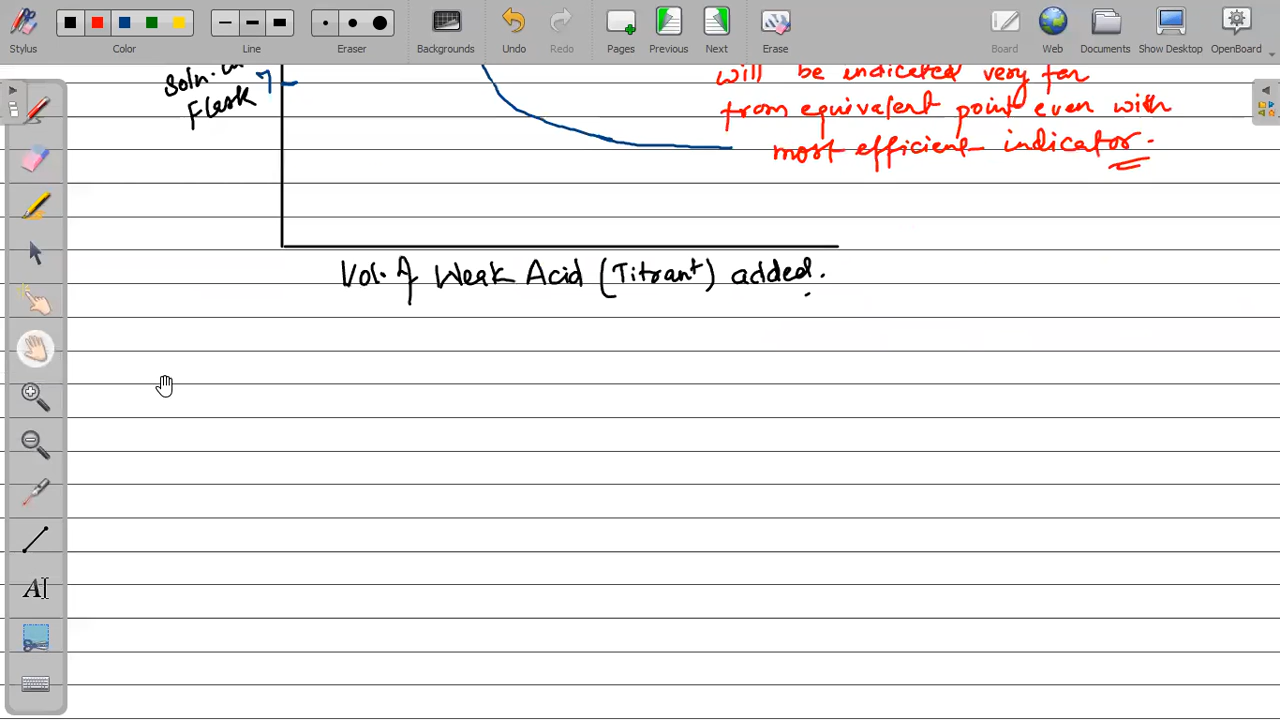 Stylus Color Line Eraser Backgrounds Undo Redo Pages Previous Next Erase Board Web Documents Show Desktop OpenBoard
Soln. in
Flask
7
will be indicated very far
from equivalent point even with
most efficient indicator.
Vol. of Weak Acid (Titrant) added.